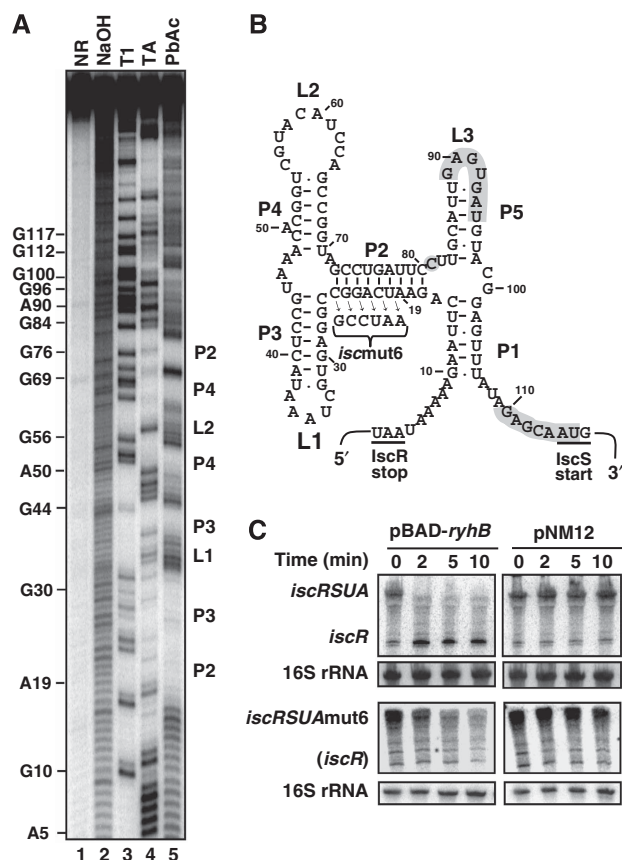 A
NR
NaOH
T1
TA
PbAc
G117
G112
G100
G96
A90
G84
G76
G69
G56
A50
G44
G30
A19
G10
A5
P2
P4
L2
P4
P3
L1
P3
P2
1 2 3 4 5
B
L2
60
P4
50
70
P2
80
GCCUGAUUC
CGGACUAA
19
GCCUAA
iscmut6
P3
40
30
L1
L3
90
P5
100
P1
10
110
5′
UAA
IscR
stop
AUG
IscS
start
3′
C
pBAD-ryhB pNM12
Time (min) 0 2 5 10 0 2 5 10
iscRSUA
iscR
16S rRNA
iscRSUAmut6
(iscR)
16S rRNA